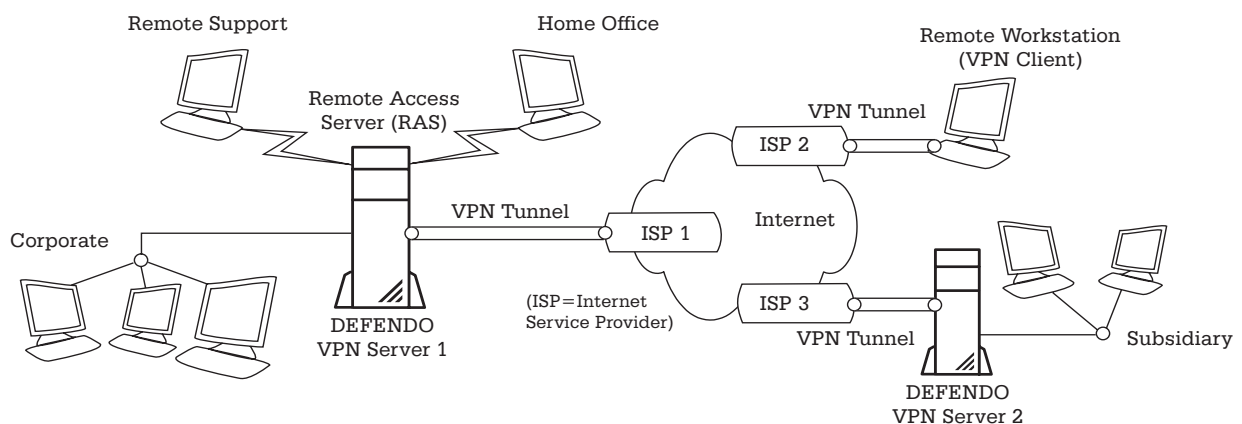 Remote Support
Home Office
Remote Workstation
(VPN Client)
Remote Access
Server (RAS)
VPN Tunnel
ISP 2
VPN Tunnel
Internet
Corporate
ISP 1
ISP 3
(ISP=Internet
Service Provider)
DEFENDO
VPN Server 1
VPN Tunnel
Subsidiary
DEFENDO
VPN Server 2